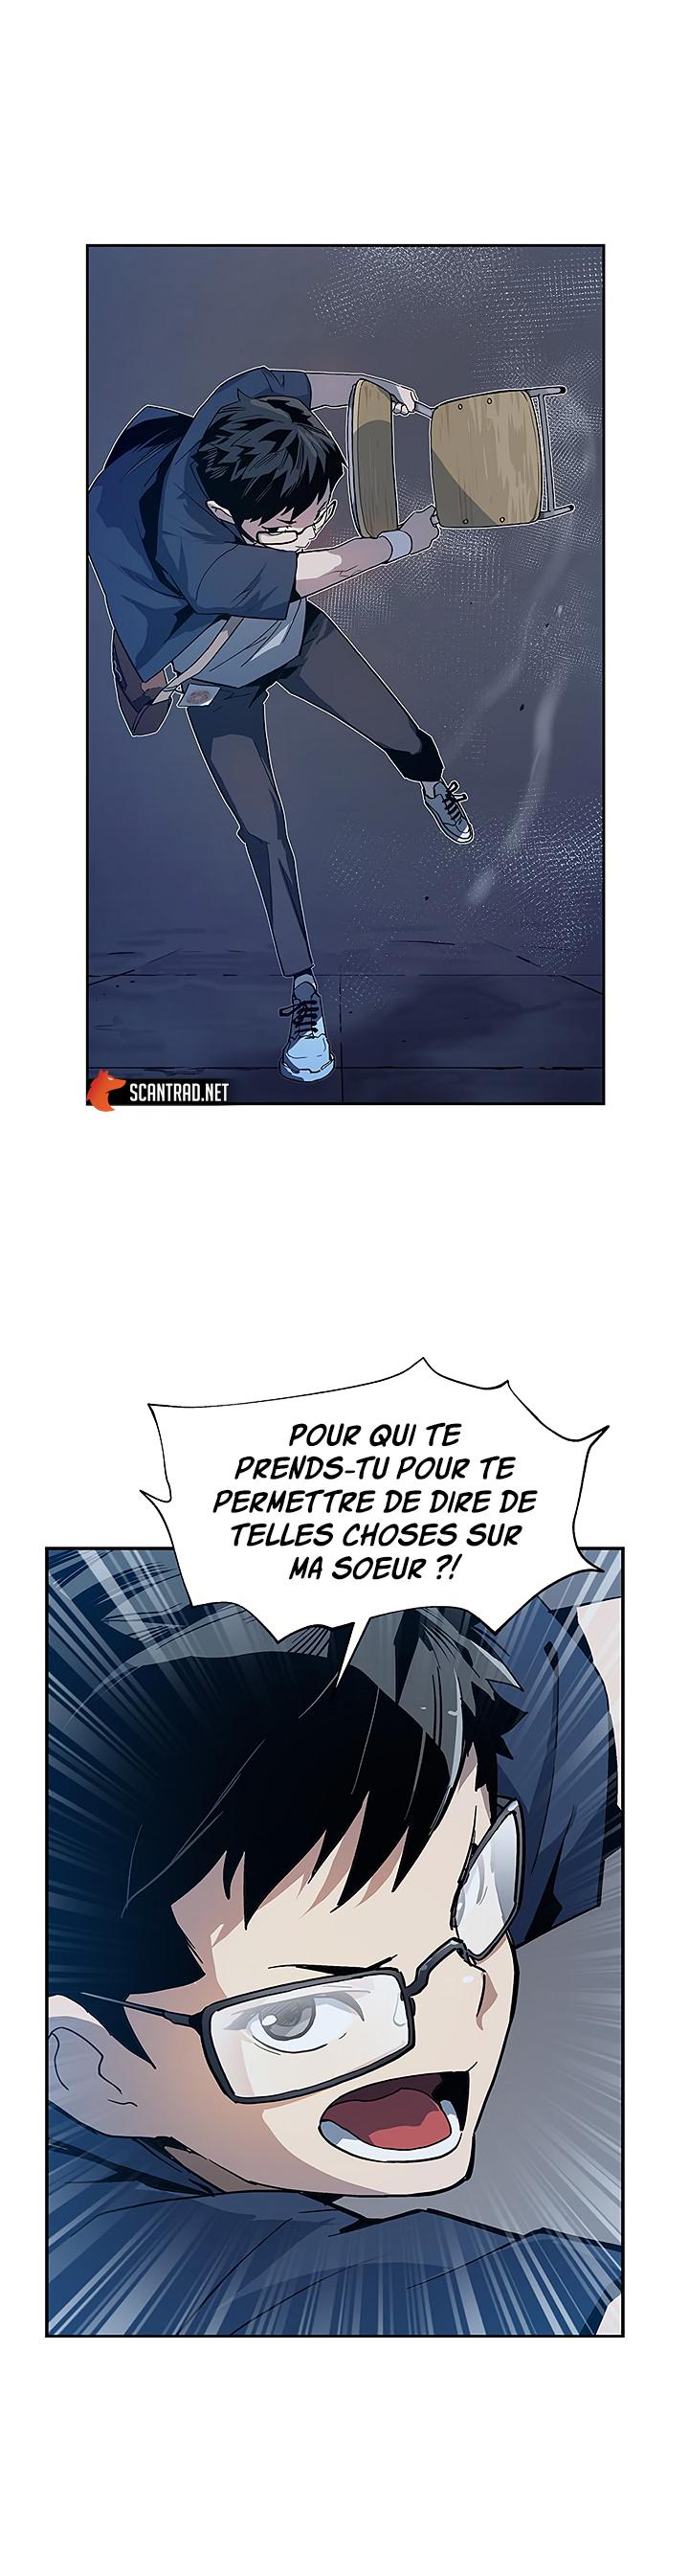 SCANTRAD.NET
POUR QUI TE
PRENDS-TU POUR TE
PERMETTRE DE DIRE DE
TELLES CHOSES SUR
MA SOEUR ?!